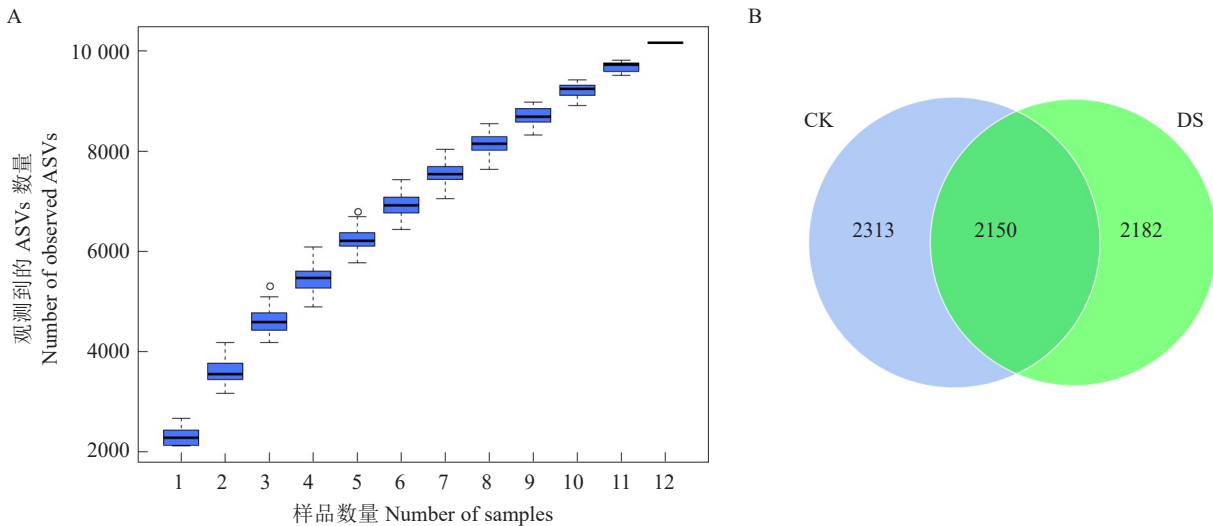 A
10 000
8000
6000
4000
2000
观测到的 ASVs 数量
Number of observed ASVs
1 2 3 4 5 6 7 8 9 10 11 12
样品数量 Number of samples
B
CK
DS
2313
2150
2182